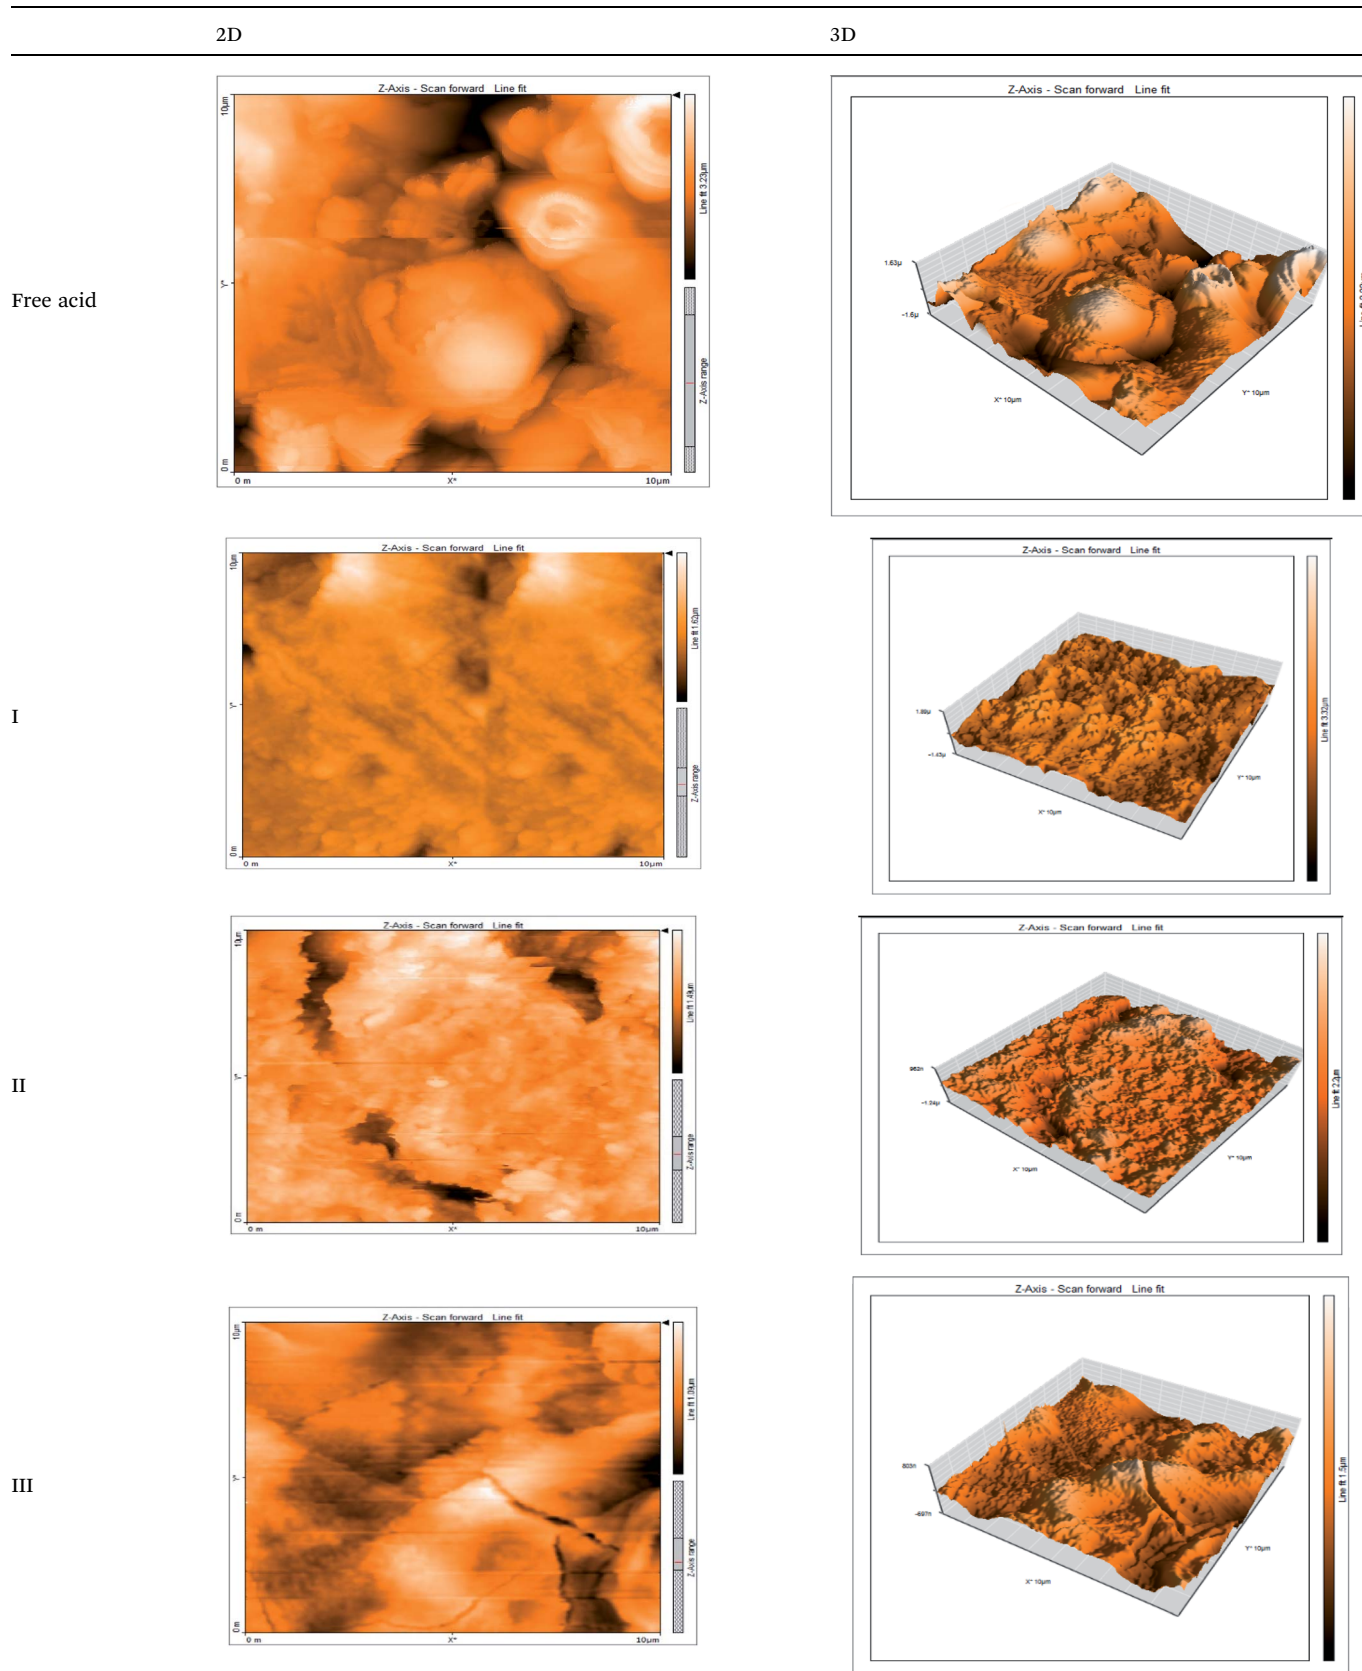 2D 3D
Free acid
Z-Axis - Scan forward Line fit
10µm
Y*
0 m
0 m X* 10µm
Line fit 3.23µm
Z-Axis range
Z-Axis - Scan forward Line fit
1.63µ
-1.6µ
X* 10µm
Y* 10µm
I
Z-Axis - Scan forward Line fit
10µm
Y*
0 m
0 m X* 10µm
Line fit 1.62µm
Z-Axis range
Z-Axis - Scan forward Line fit
1.89µ
-1.43µ
X* 10µm
Y* 10µm
Line fit 3.32µm
II
Z-Axis - Scan forward Line fit
10µm
Y*
0 m
0 m X* 10µm
Line fit 1.49µm
Z-Axis range
Z-Axis - Scan forward Line fit
962n
-1.24µ
X* 10µm
Y* 10µm
Line fit 2.2µm
III
Z-Axis - Scan forward Line fit
10µm
Y*
0 m
0 m X* 10µm
Line fit 1.09µm
Z-Axis range
Z-Axis - Scan forward Line fit
803n
-697n
X* 10µm
Y* 10µm
Line fit 1.5µm